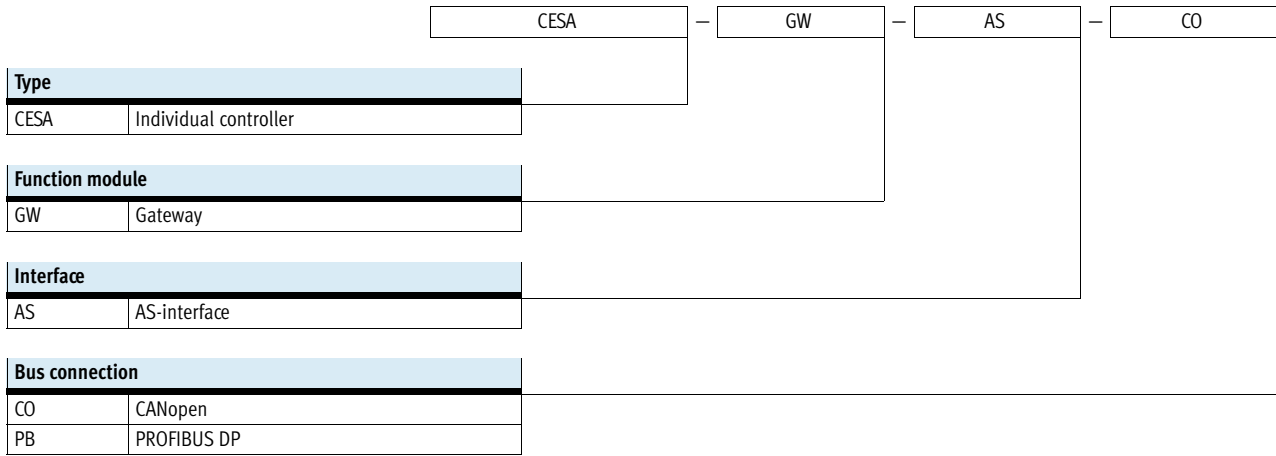 CESA – GW – AS – CO
Type
CESA Individual controller
Function module
GW Gateway
Interface
AS AS-interface
Bus connection
CO CANopen
PB PROFIBUS DP